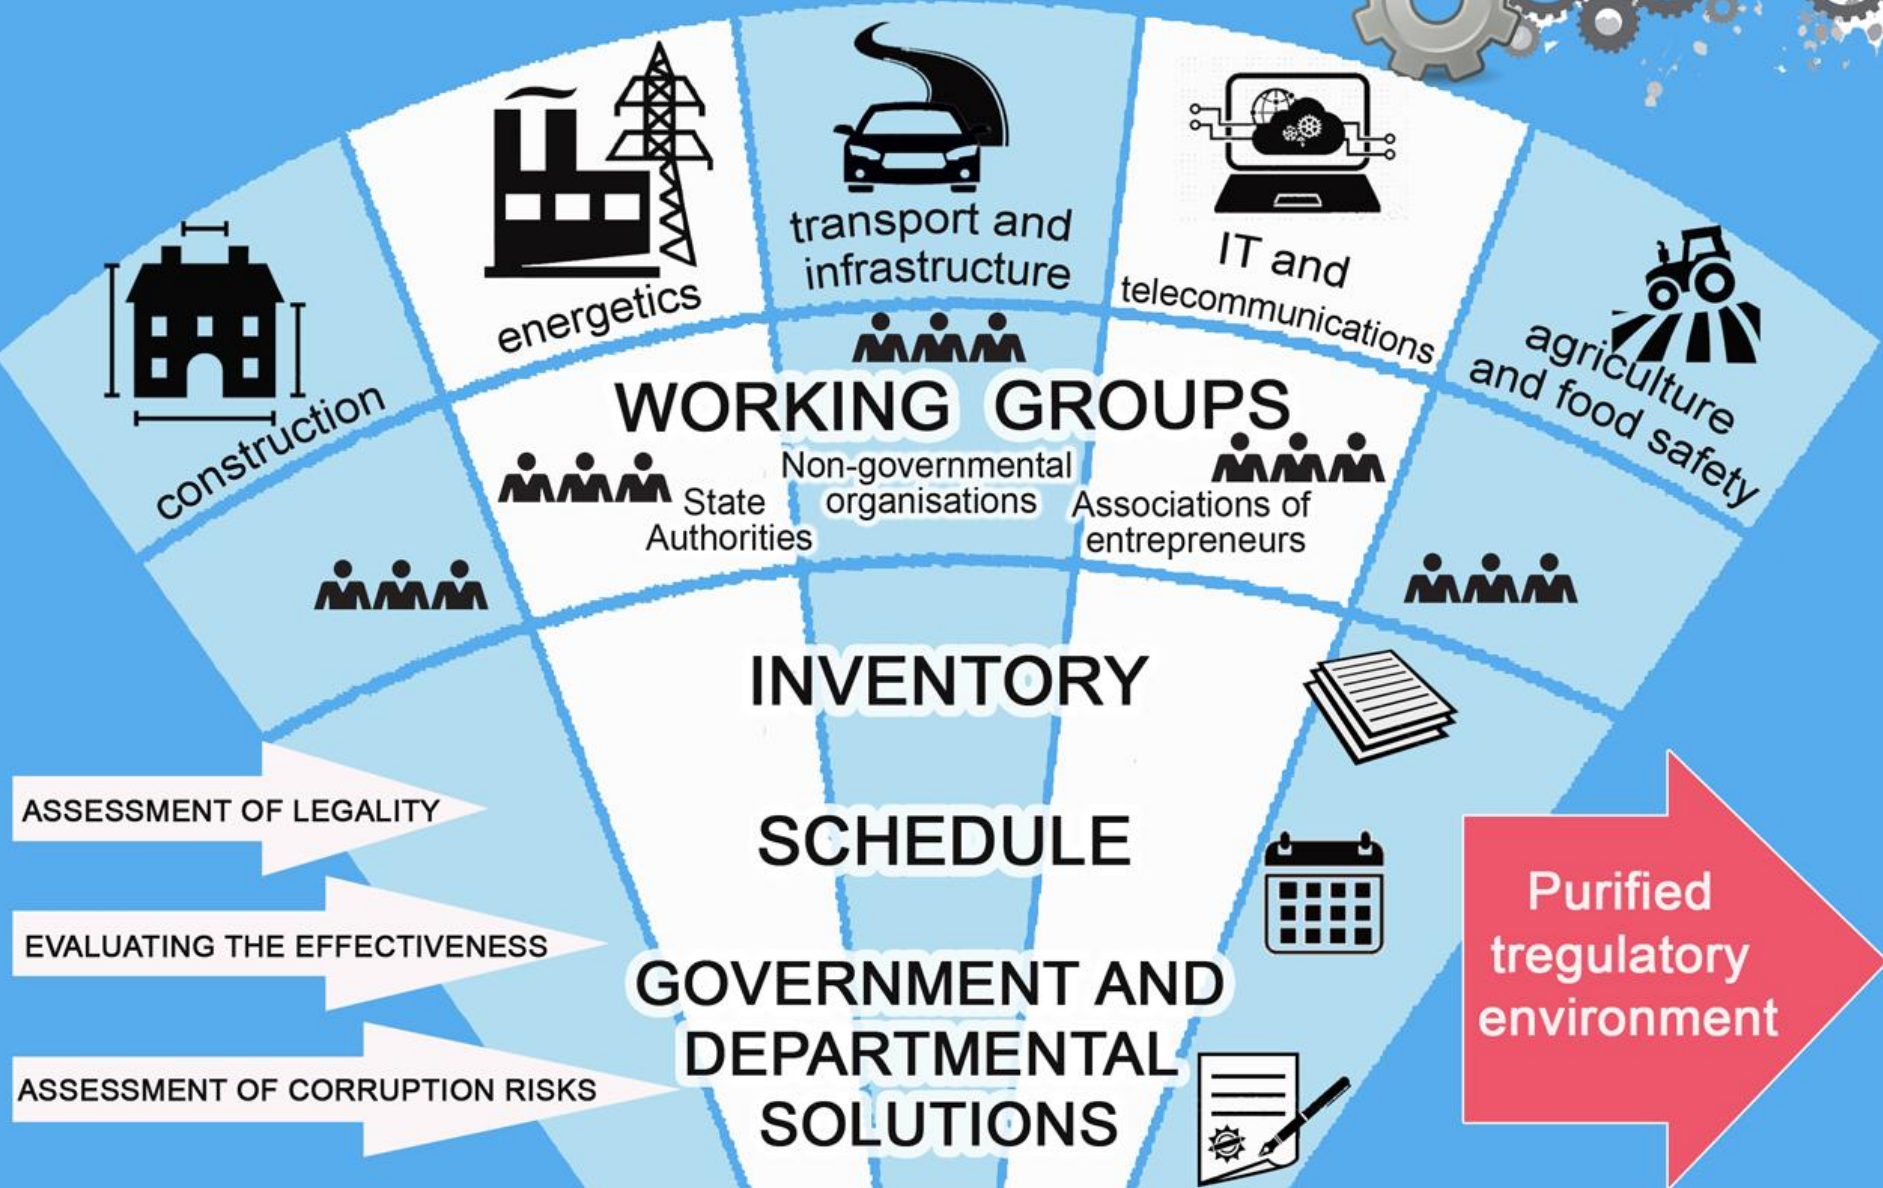 construction
energetics
transport and
infrastructure
IT and
telecommunications
agriculture
and food safety
WORKING GROUPS
State
Authorities
Non-governmental
organisations
Associations of
entrepreneurs
INVENTORY
SCHEDULE
GOVERNMENT AND
DEPARTMENTAL
SOLUTIONS
ASSESSMENT OF LEGALITY
EVALUATING THE EFFECTIVENESS
ASSESSMENT OF CORRUPTION RISKS
Purified
tregulatory
environment